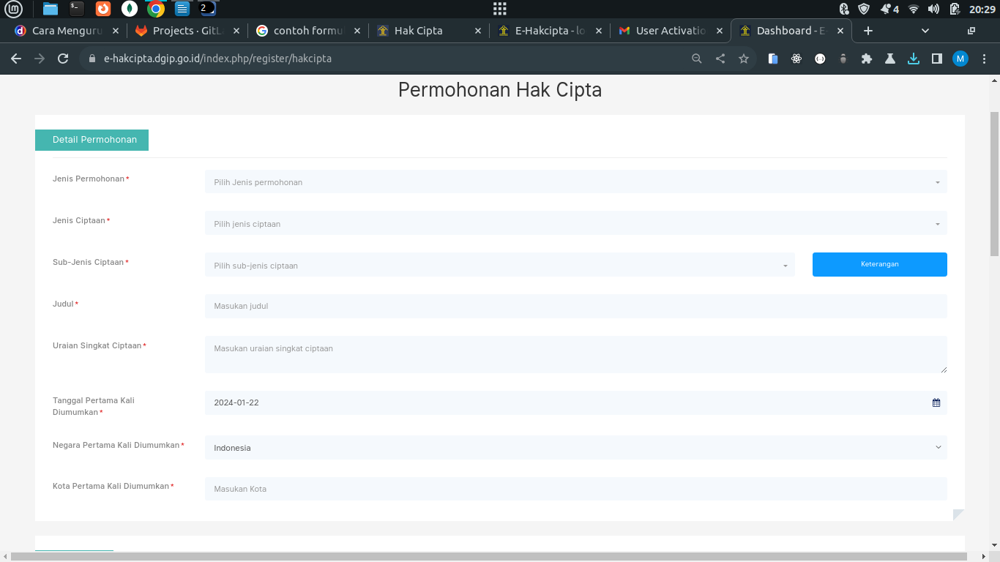 4
20:29
Cara Menguru
Projects · GitL
contoh formu
Hak Cipta
E-Hakcipta - lo
User Activatio
Dashboard - E-
e-hakcipta.dgip.go.id/index.php/register/hakcipta
M
Permohonan Hak Cipta
Detail Permohonan
Jenis Permohonan*
Pilih Jenis permohonan
Jenis Ciptaan*
Pilih jenis ciptaan
Sub-Jenis Ciptaan*
Pilih sub-jenis ciptaan
Keterangan
Judul*
Masukan judul
Uraian Singkat Ciptaan*
Masukan uraian singkat ciptaan
Tanggal Pertama Kali
Diumumkan*
2024-01-22
Negara Pertama Kali Diumumkan*
Indonesia
Kota Pertama Kali Diumumkan*
Masukan Kota